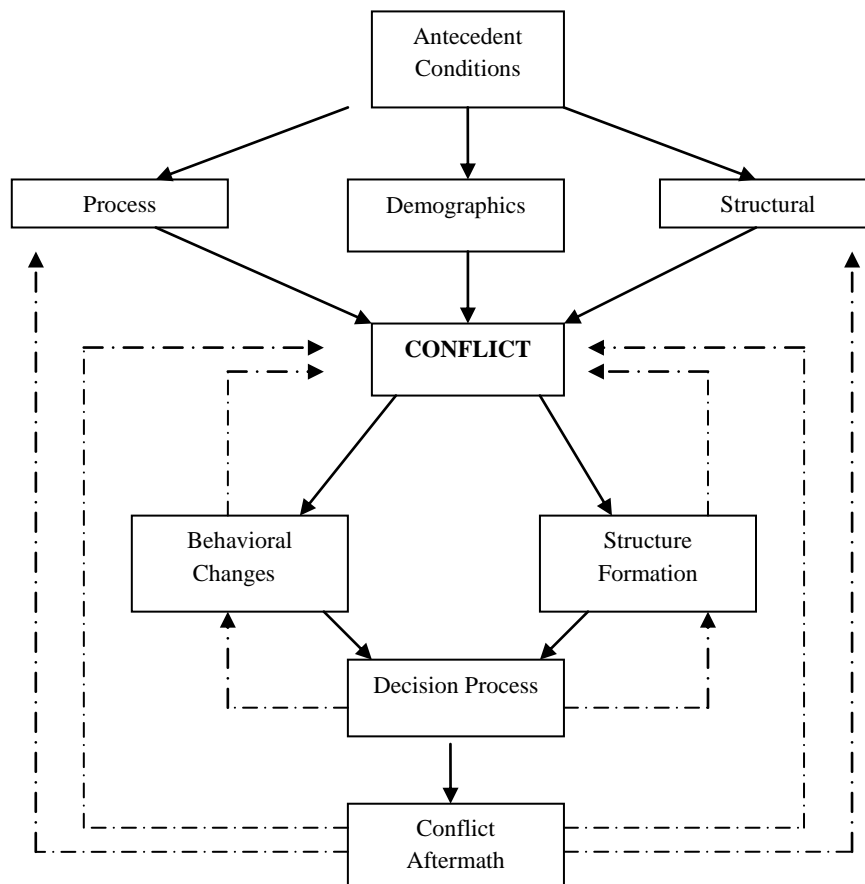 Antecedent
Conditions
Process
Demographics
Structural
CONFLICT
Behavioral
Changes
Structure
Formation
Decision Process
Conflict
Aftermath